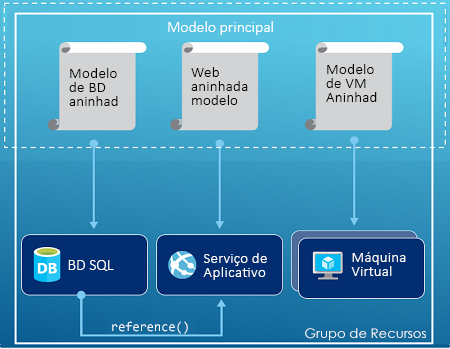 Modelo principal
Modelo
de BD
aninhad
Web
aninhada
modelo
Modelo
de VM
Aninhad
DB
BD SQL
Serviço de
Aplicativo
Máquina
Virtual
reference()
Grupo de Recursos